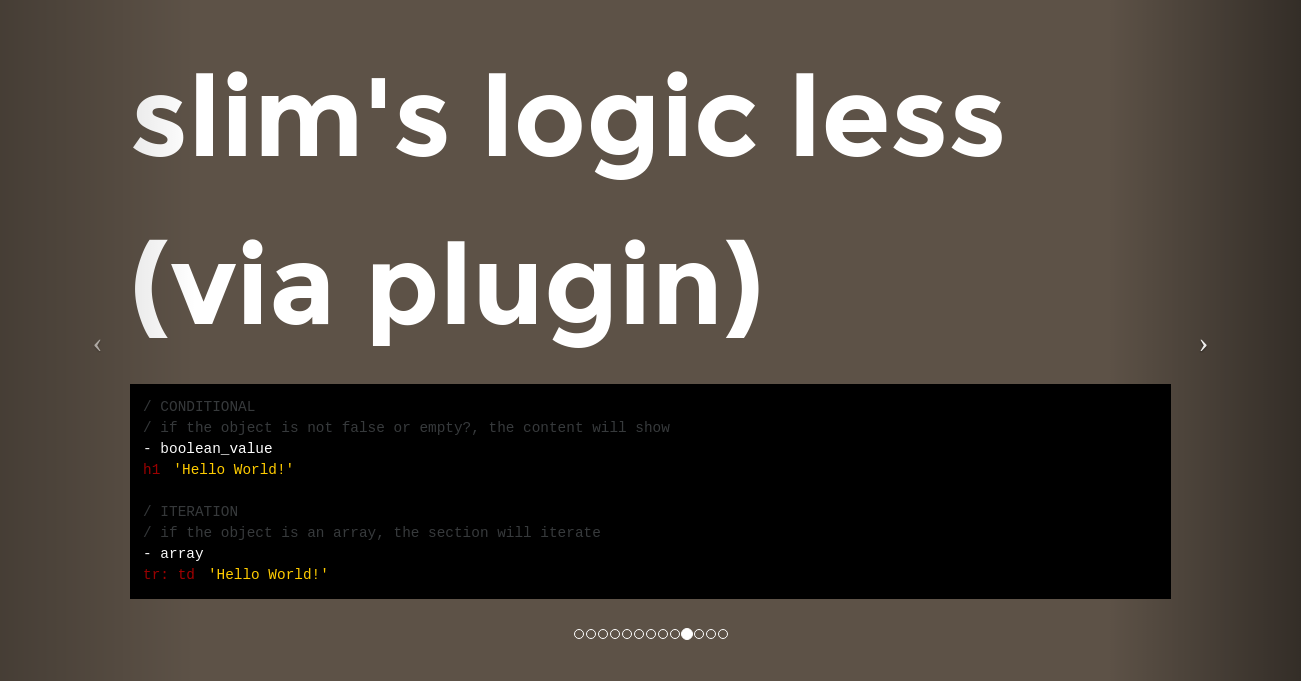 slim's logic less
(via plugin)
/ CONDITIONAL
/ if the object is not false or empty?, the content will show
- boolean_value
h1 'Hello World!'
/ ITERATION
/ if the object is an array, the section will iterate
- array
tr: td 'Hello World!'